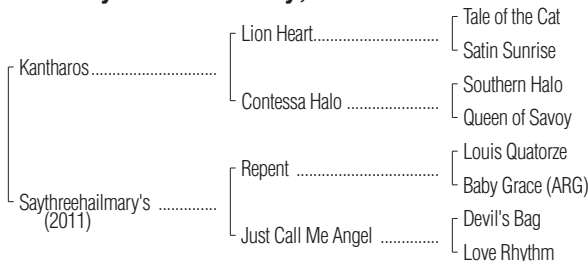 Tale of the Cat
Lion Heart
Satin Sunrise
Kantharos
Southern Halo
Contessa Halo
Queen of Savoy
Louis Quatorze
Repent
Baby Grace (ARG)
Saythreehailmary's
(2011)
Devil's Bag
Just Call Me Angel
Love Rhythm